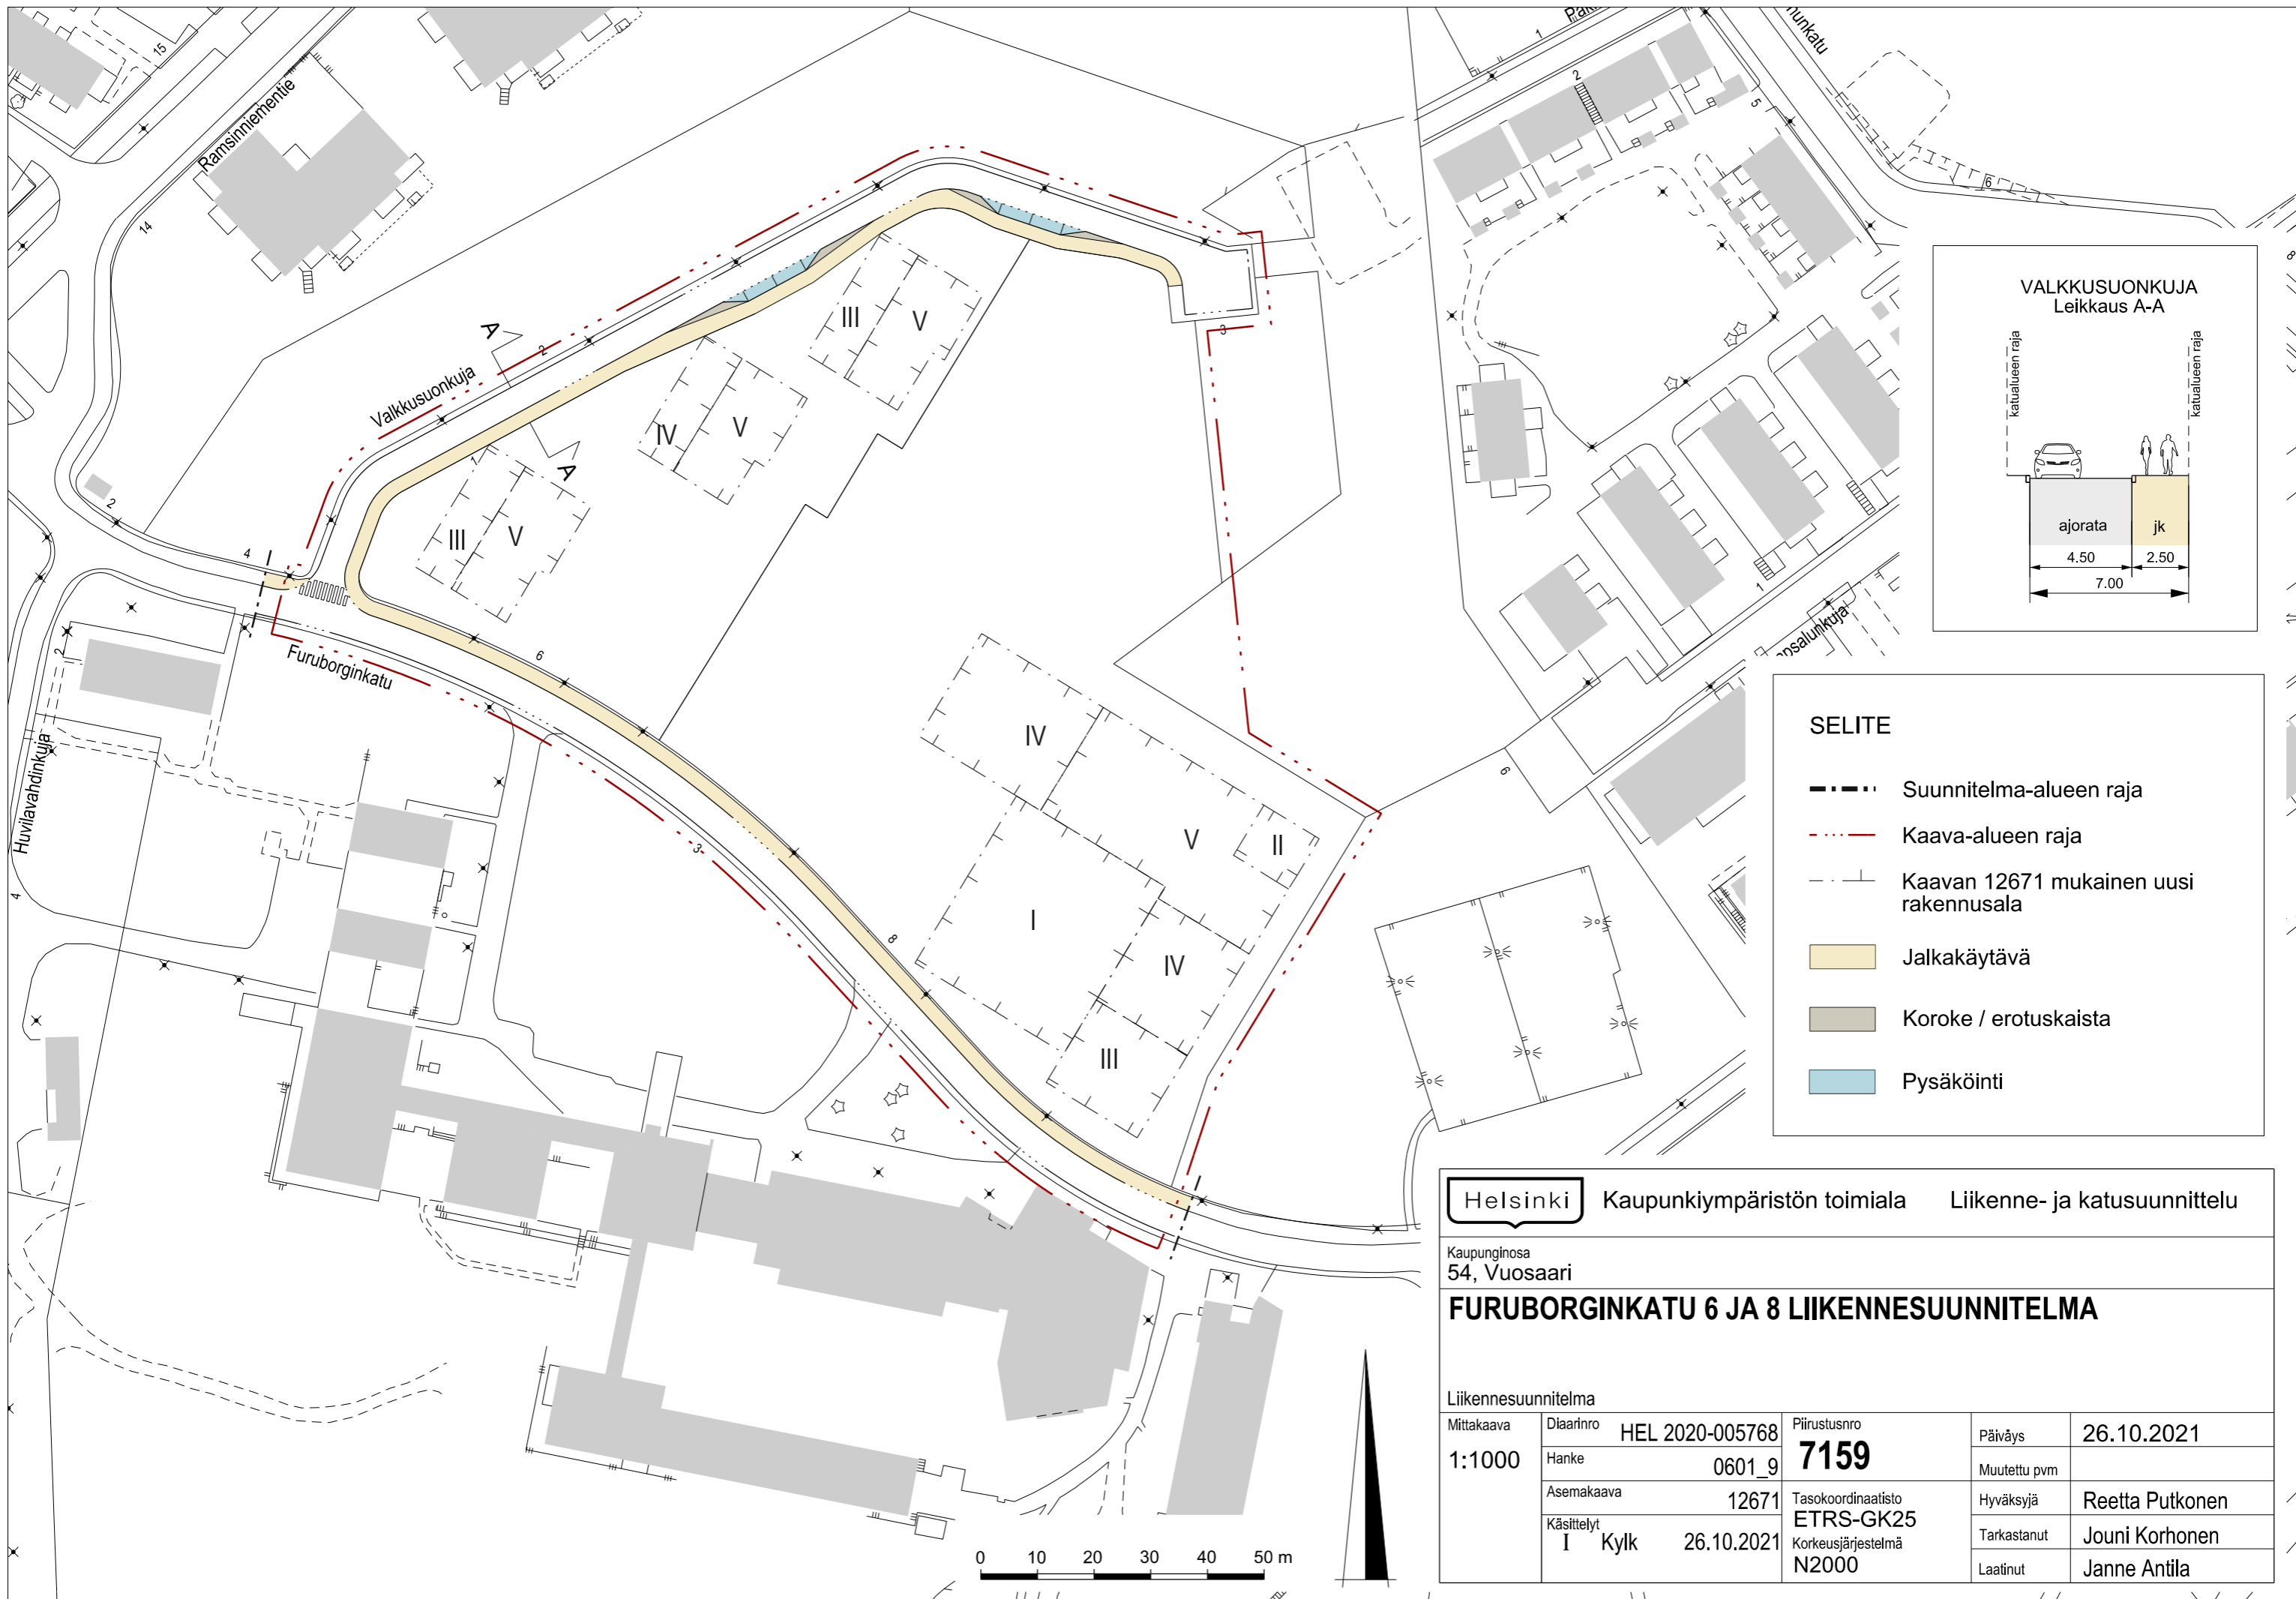 15
Ramsinniementie
14
1
2
5
6
8
Valkkusuonkuja
2
A
A
III
V
IV
V
III
V
1
3
2
4
Furuborginkatu
6
2
Huvilavahdinkuja
4
3
8
IV
V
II
I
IV
III
6
1
VALKKUSUONKUJA
Leikkaus A-A
katualueen raja
katualueen raja
ajorata
jk
4.50
2.50
7.00
SELITE
Suunnitelma-alueen raja
Kaava-alueen raja
Kaavan 12671 mukainen uusi
rakennusala
Jalkakäytävä
Koroke / erotuskaista
Pysäköinti
Helsinki Kaupunkiympäristön toimiala Liikenne- ja katusuunnittelu
Kaupunginosa
54, Vuosaari
FURUBORGINKATU 6 JA 8 LIIKENNESUUNNITELMA
Liikennesuunnitelma
Mittakaava
1:1000
Diaarinro HEL 2020-005768
Hanke 0601_9
Asemakaava 12671
Käsittelyt
I Kylk 26.10.2021
Piirustusnro
7159
Tasokoordinaatisto
ETRS-GK25
Korkeusjärjestelmä
N2000
Päiväys 26.10.2021
Muutettu pvm
Hyväksyjä Reetta Putkonen
Tarkastanut Jouni Korhonen
Laatinut Janne Antila
0 10 20 30 40 50 m